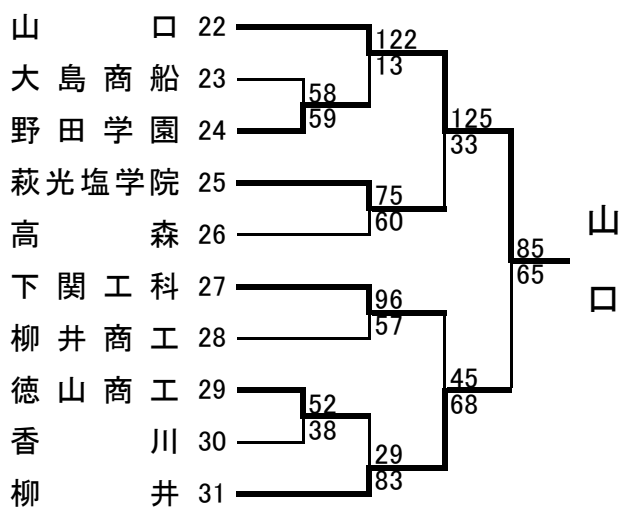 山口 22
大島商船 23
野田学園 24
萩光塩学院 25
高森 26
下関工科 27
柳井商工 28
徳山商工 29
香川 30
柳井 31
58
59
52
38
122
13
75
60
96
57
29
83
125
33
45
68
85
65
山口